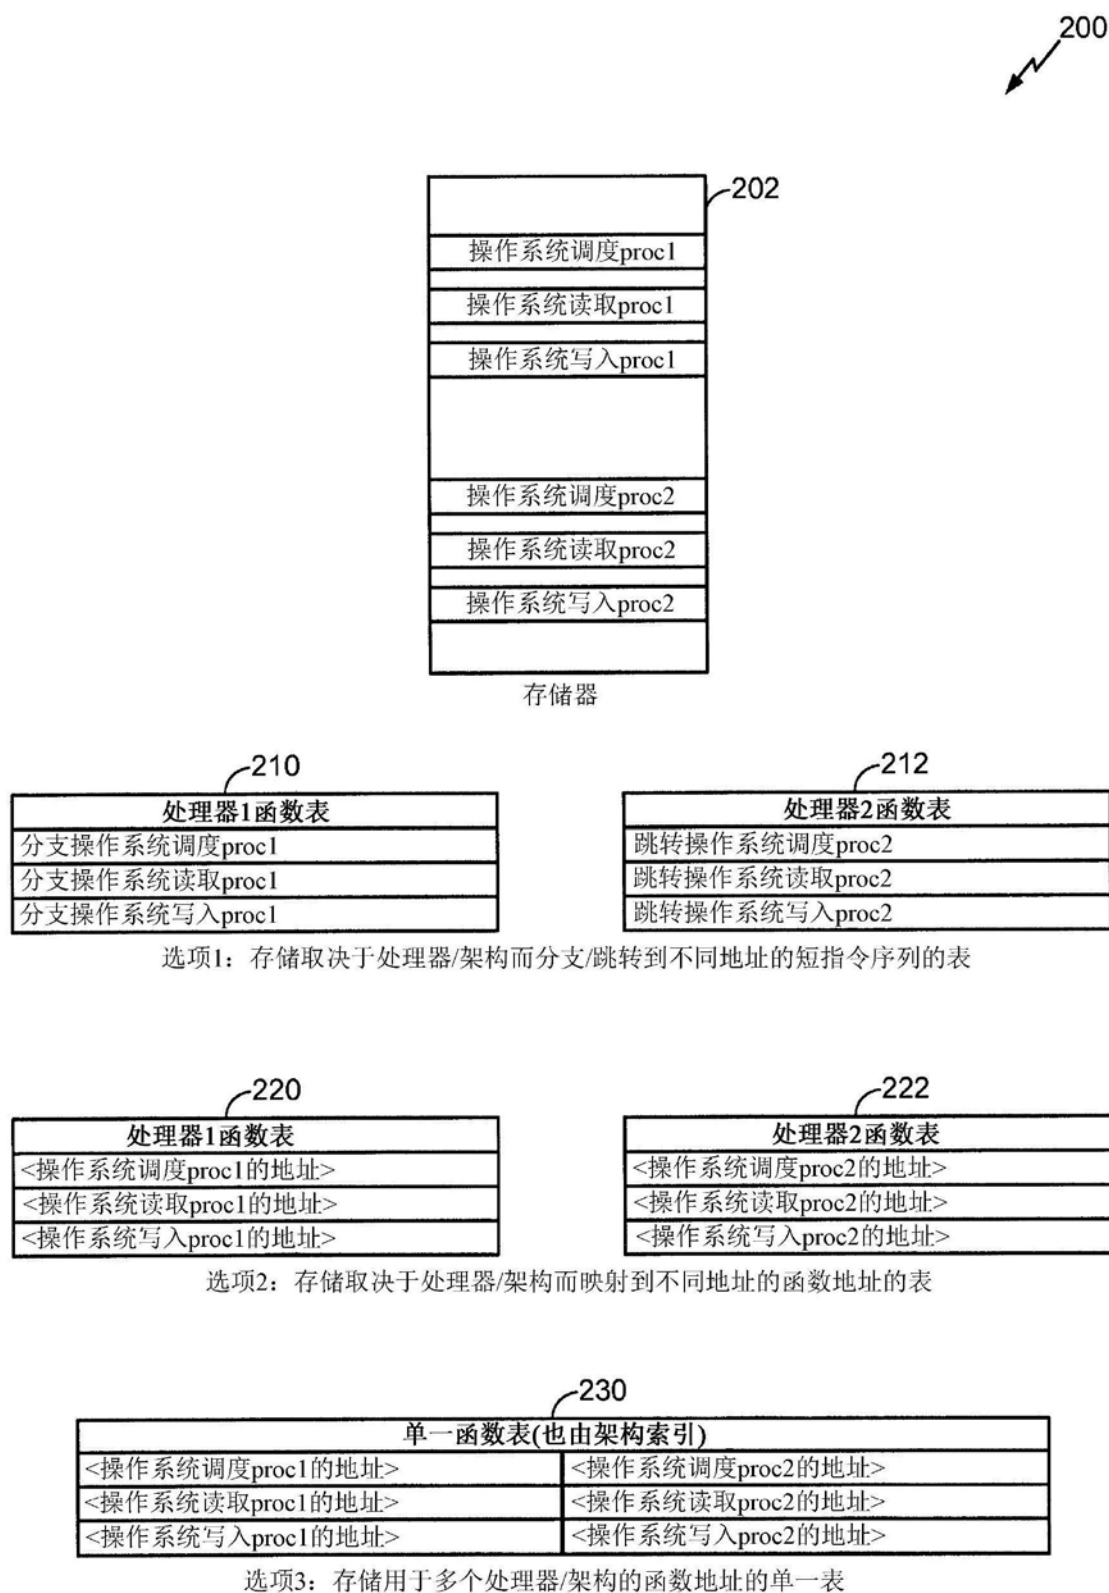 200
202
操作系统调度proc1
操作系统读取proc1
操作系统写入proc1
操作系统调度proc2
操作系统读取proc2
操作系统写入proc2
存储器
210
处理器1函数表
分支操作系统调度proc1
分支操作系统读取proc1
分支操作系统写入proc1
212
处理器2函数表
跳转操作系统调度proc2
跳转操作系统读取proc2
跳转操作系统写入proc2
选项1：存储取决于处理器/架构而分支/跳转到不同地址的短指令序列的表
220
处理器1函数表
<操作系统调度proc1的地址>
<操作系统读取proc1的地址>
<操作系统写入proc1的地址>
222
处理器2函数表
<操作系统调度proc2的地址>
<操作系统读取proc2的地址>
<操作系统写入proc2的地址>
选项2：存储取决于处理器/架构而映射到不同地址的函数地址的表
230
单一函数表(也由架构索引)
<操作系统调度proc1的地址> <操作系统调度proc2的地址>
<操作系统读取proc1的地址> <操作系统读取proc2的地址>
<操作系统写入proc1的地址> <操作系统写入proc2的地址>
选项3：存储用于多个处理器/架构的函数地址的单一表